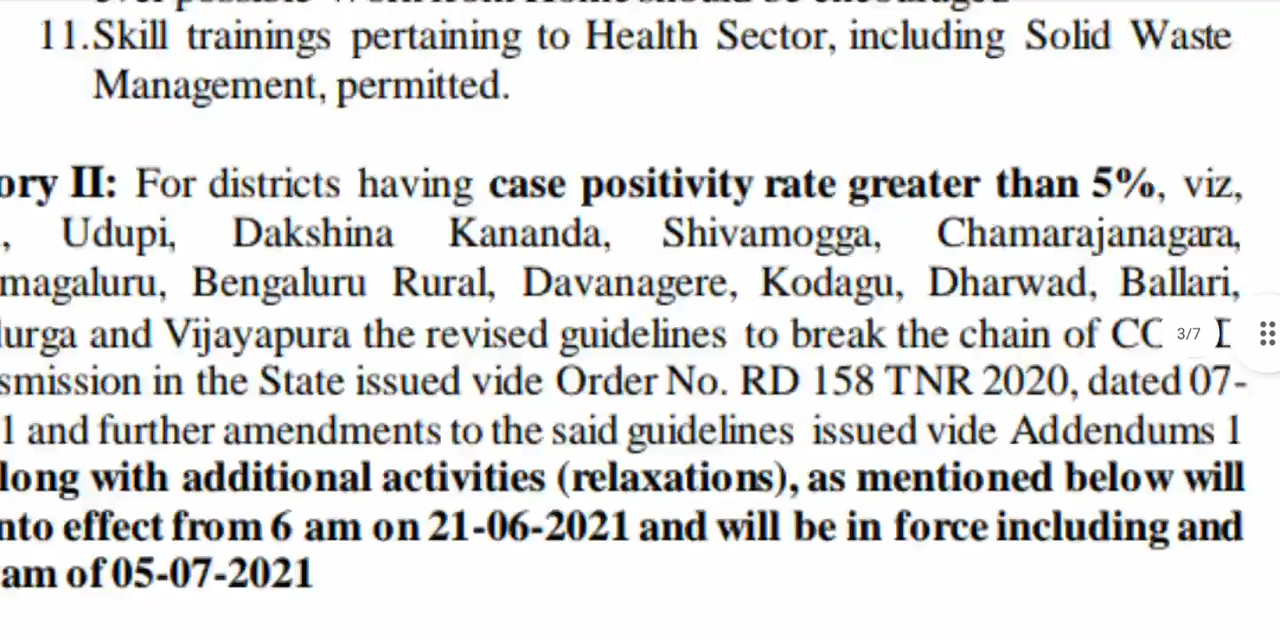 11.Skill trainings pertaining to Health Sector, including Solid Waste
Management, permitted.
ory II: For districts having case positivity rate greater than 5%, viz,
, Udupi, Dakshina Kananda, Shivamogga, Chamarajanagara,
magaluru, Bengaluru Rural, Davanagere, Kodagu, Dharwad, Ballari,
durga and Vijayapura the revised guidelines to break the chain of CO
3/7
smission in the State issued vide Order No. RD 158 TNR 2020, dated 07-
1 and further amendments to the said guidelines issued vide Addendums 1
long with additional activities (relaxations), as mentioned below will
nto effect from 6 am on 21-06-2021 and will be in force including and
am of 05-07-2021